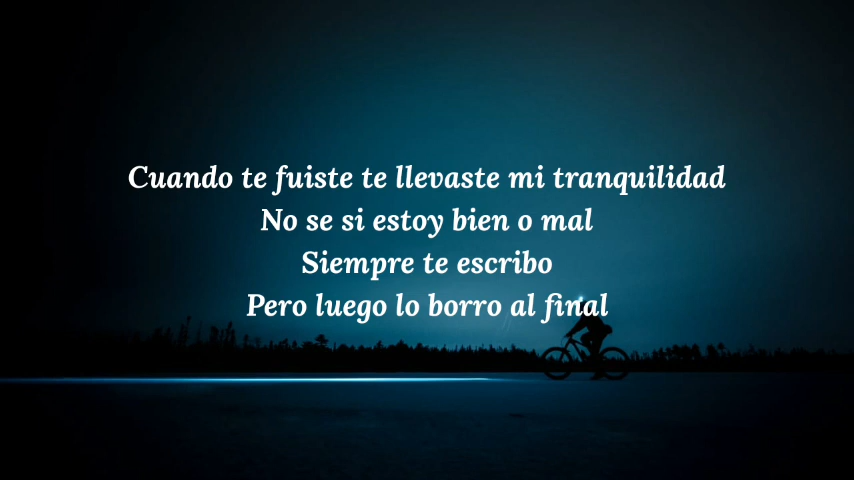 Cuando te fuiste te llevaste mi tranquilidad
No se si estoy bien o mal
Siempre te escribo
Pero luego lo borro al final